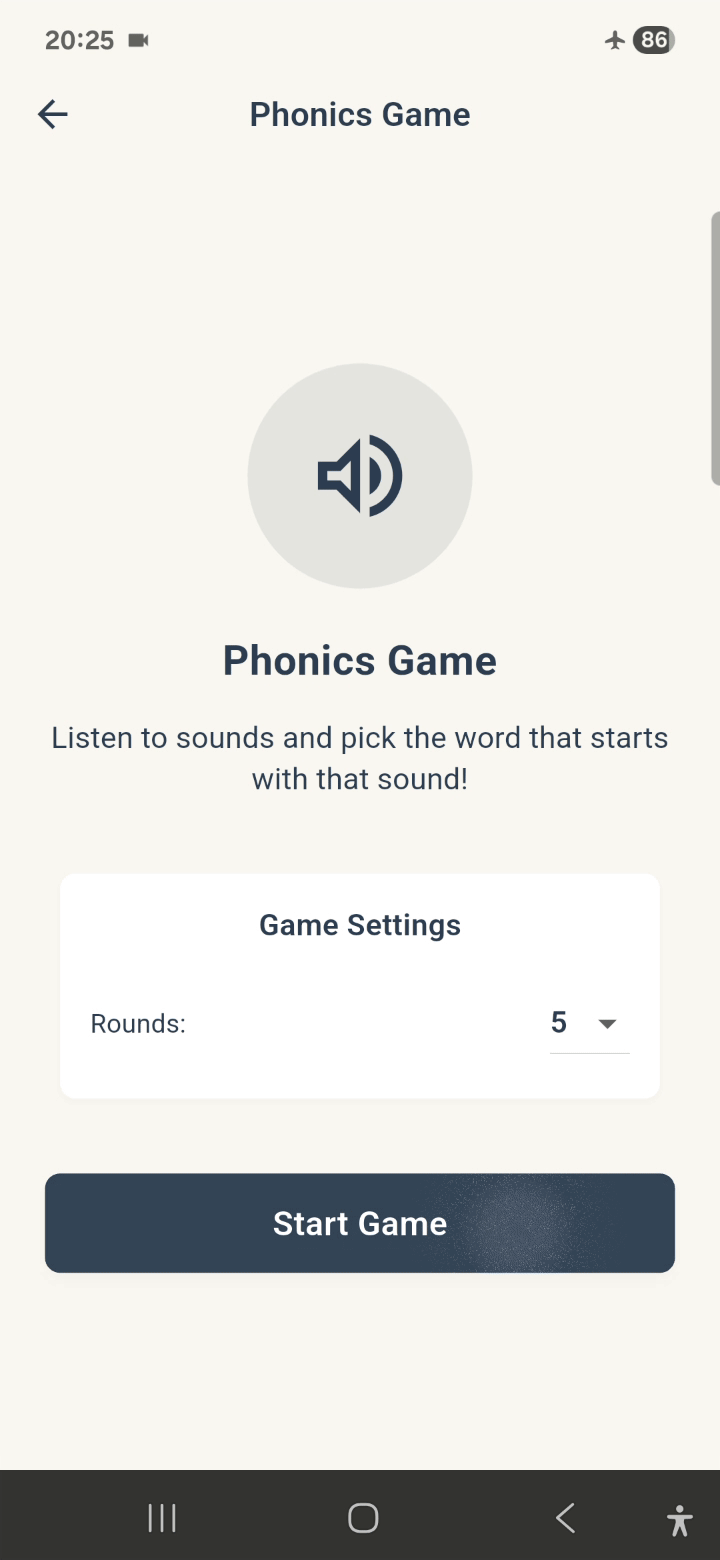 20:25
86
Phonics Game
Phonics Game
Listen to sounds and pick the word that starts
with that sound!
Game Settings
Rounds:
5
Start Game